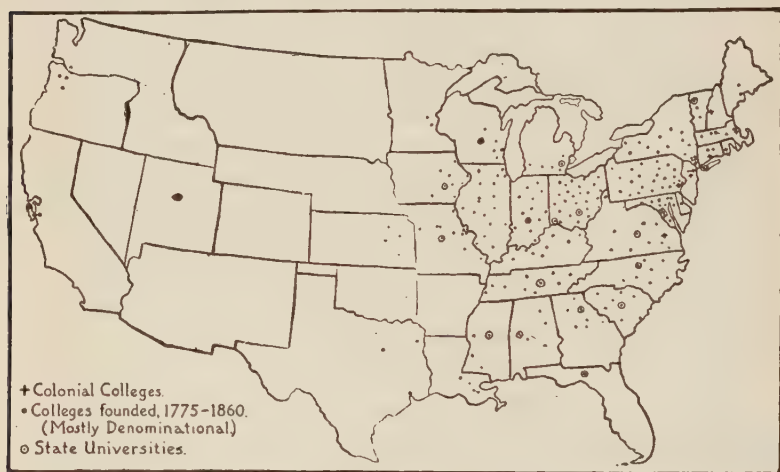 + Colonial Colleges.
• Colleges founded, 1775-1860.
(Mostly Denominational.)
⊙ State Universities.